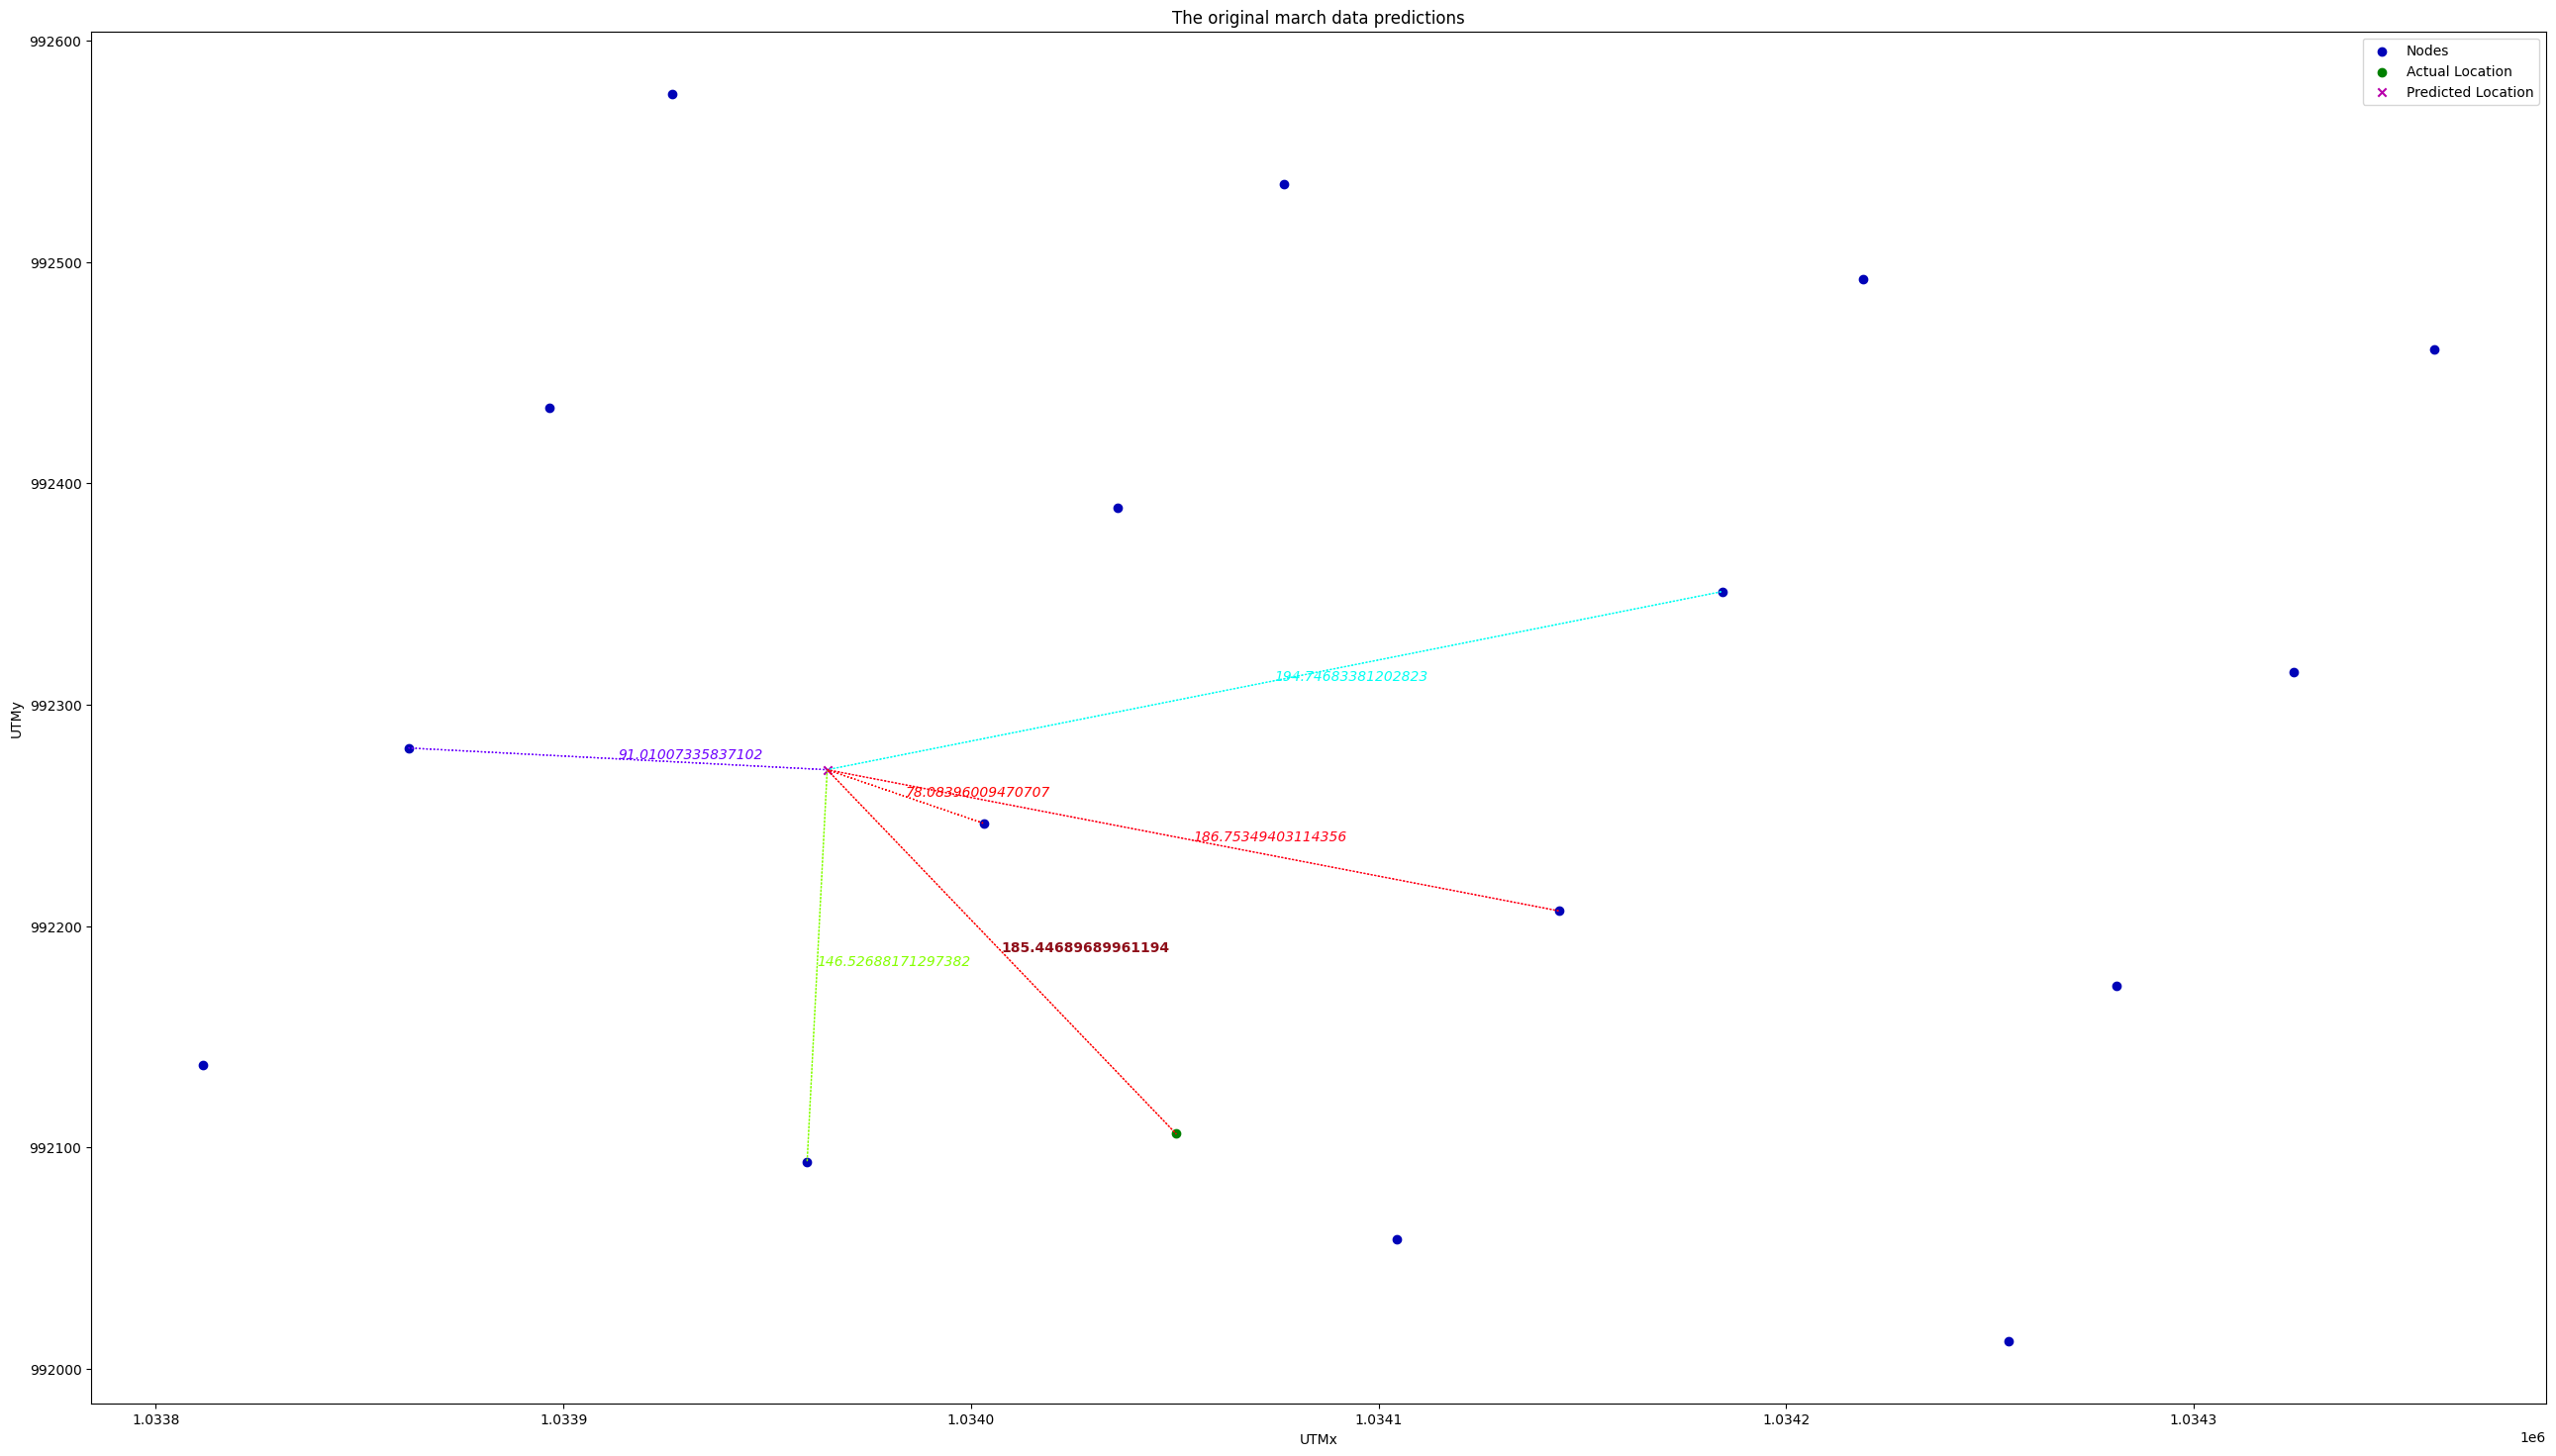 The original march data predictions
Nodes
Actual Location
Predicted Location
992600
992500
992400
992300
992200
992100
992000
UTMy
194.74683381202823
91.01007335837102
78.08396009470707
186.75349403114356
185.44689689961194
146.52688171297382
1.0338
1.0339
1.0340
1.0341
1.0342
1.0343
UTMx
1e6